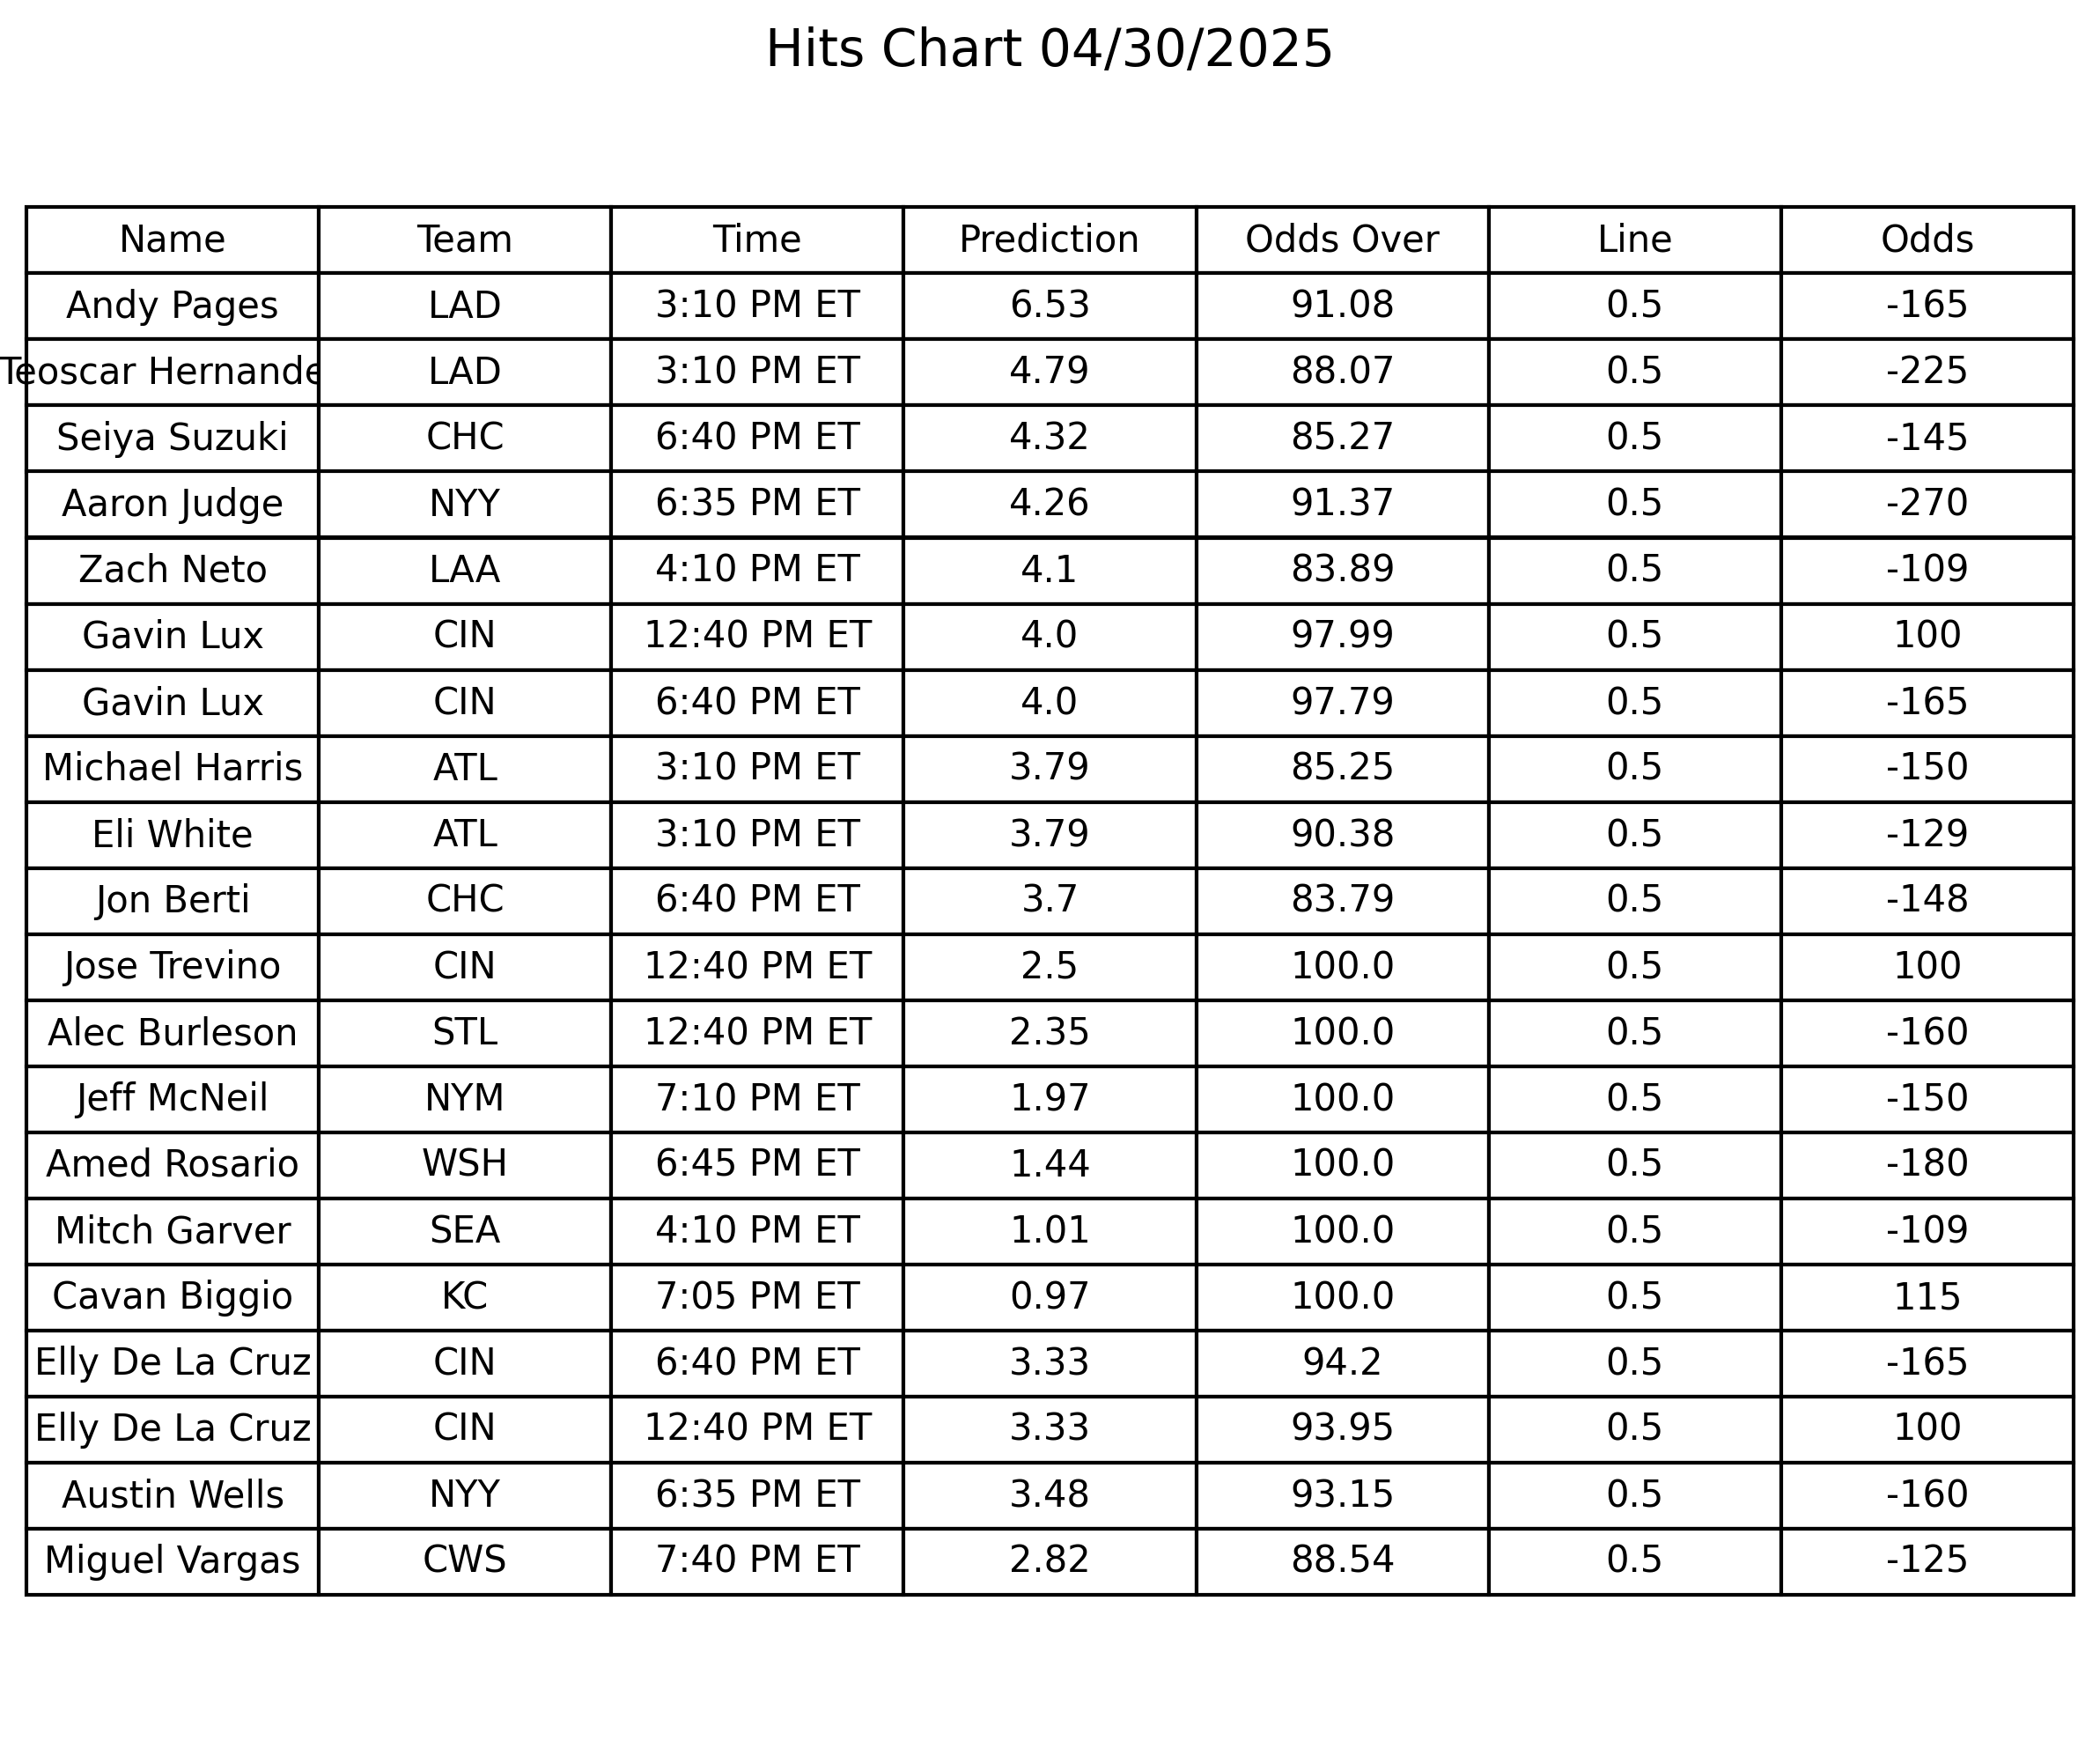 Hits Chart 04/30/2025
Name Team Time Prediction Odds Over Line Odds
Andy Pages LAD 3:10 PM ET 6.53 91.08 0.5 -165
Teoscar Hernande LAD 3:10 PM ET 4.79 88.07 0.5 -225
Seiya Suzuki CHC 6:40 PM ET 4.32 85.27 0.5 -145
Aaron Judge NYY 6:35 PM ET 4.26 91.37 0.5 -270
Zach Neto LAA 4:10 PM ET 4.1 83.89 0.5 -109
Gavin Lux CIN 12:40 PM ET 4.0 97.99 0.5 100
Gavin Lux CIN 6:40 PM ET 4.0 97.79 0.5 -165
Michael Harris ATL 3:10 PM ET 3.79 85.25 0.5 -150
Eli White ATL 3:10 PM ET 3.79 90.38 0.5 -129
Jon Berti CHC 6:40 PM ET 3.7 83.79 0.5 -148
Jose Trevino CIN 12:40 PM ET 2.5 100.0 0.5 100
Alec Burleson STL 12:40 PM ET 2.35 100.0 0.5 -160
Jeff McNeil NYM 7:10 PM ET 1.97 100.0 0.5 -150
Amed Rosario WSH 6:45 PM ET 1.44 100.0 0.5 -180
Mitch Garver SEA 4:10 PM ET 1.01 100.0 0.5 -109
Cavan Biggio KC 7:05 PM ET 0.97 100.0 0.5 115
Elly De La Cruz CIN 6:40 PM ET 3.33 94.2 0.5 -165
Elly De La Cruz CIN 12:40 PM ET 3.33 93.95 0.5 100
Austin Wells NYY 6:35 PM ET 3.48 93.15 0.5 -160
Miguel Vargas CWS 7:40 PM ET 2.82 88.54 0.5 -125